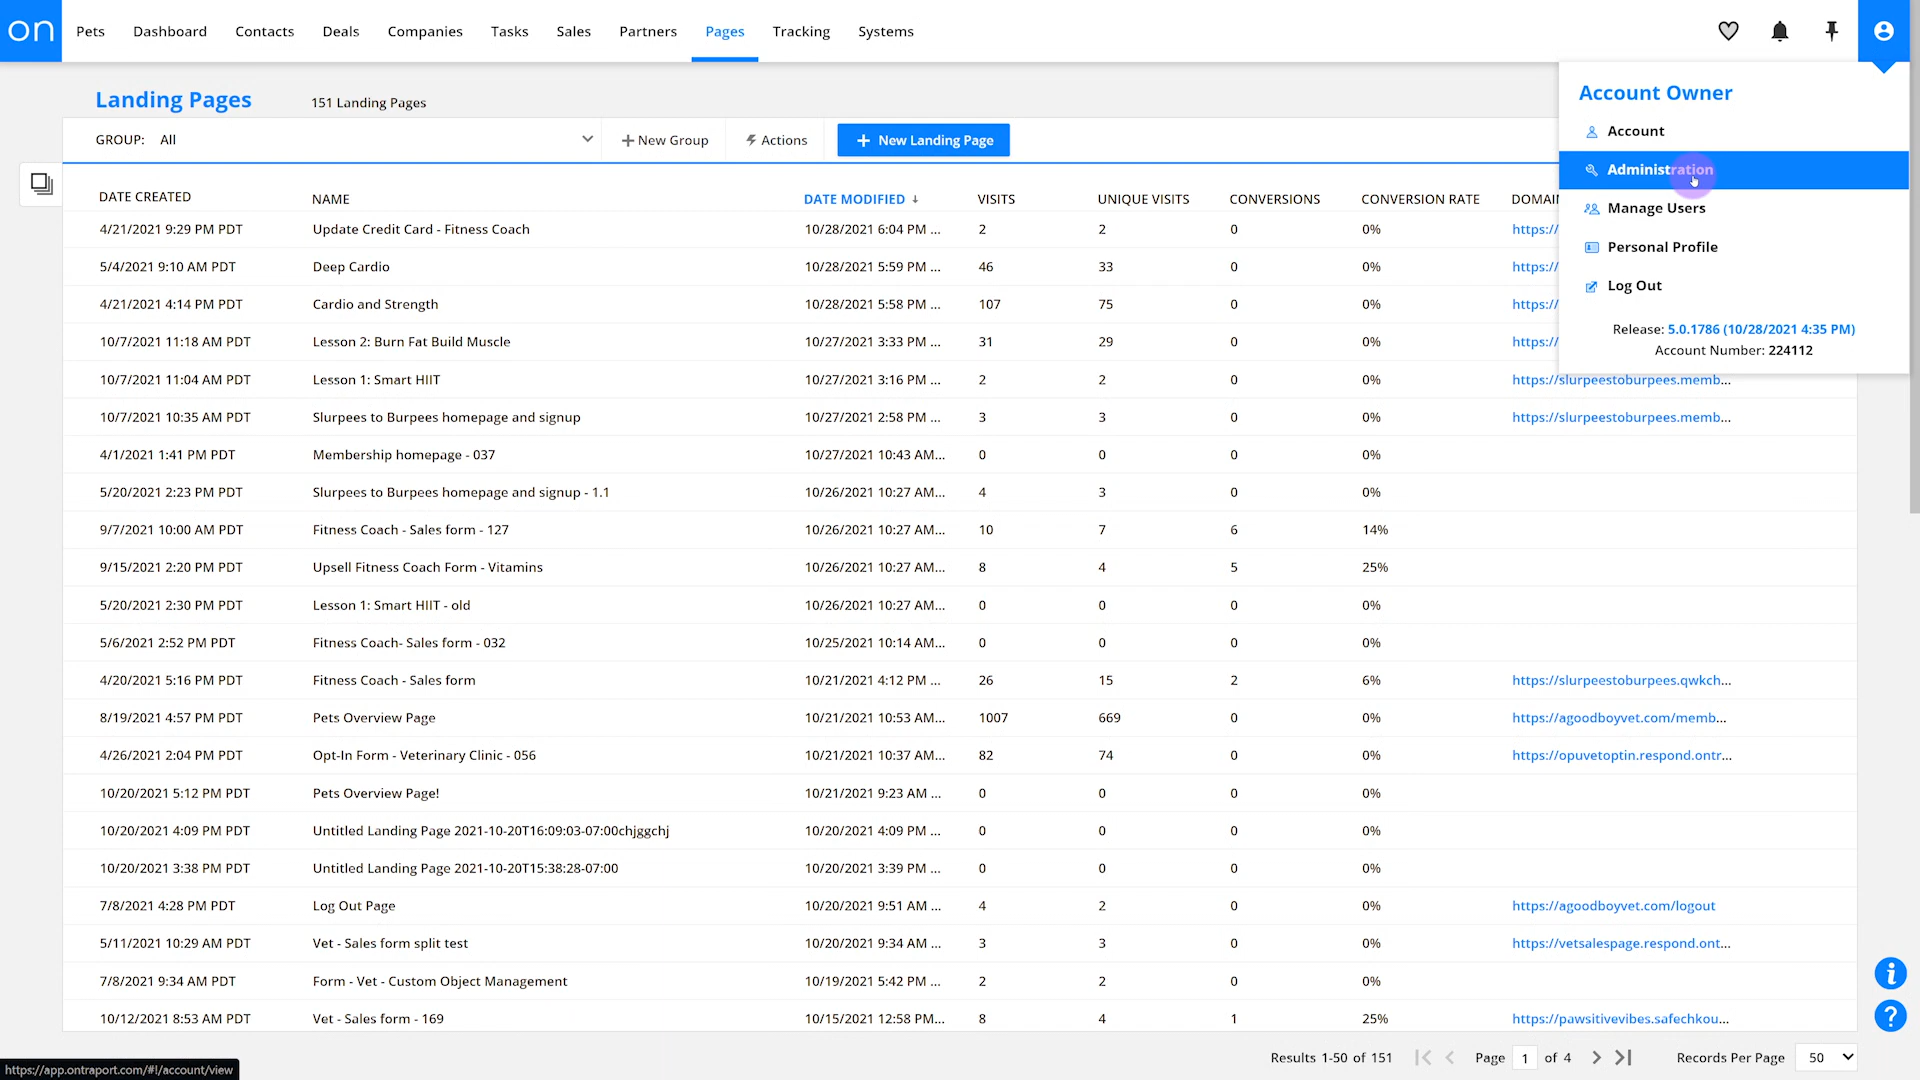 on Pets Dashboard Contacts Deals Companies Tasks Sales Partners Pages Tracking Systems
Account Owner
Account
Administration
Manage Users
Personal Profile
Log Out
Release: 5.0.1786 (10/28/2021 4:35 PM)
Account Number: 224112
Landing Pages 151 Landing Pages
GROUP: All New Group Actions New Landing Page
DATE CREATED NAME DATE MODIFIED ↓ VISITS UNIQUE VISITS CONVERSIONS CONVERSION RATE DOMAI
4/21/2021 9:29 PM PDT Update Credit Card - Fitness Coach 10/28/2021 6:04 PM ... 2 2 0 0% https://
5/4/2021 9:10 AM PDT Deep Cardio 10/28/2021 5:59 PM ... 46 33 0 0% https://
4/21/2021 4:14 PM PDT Cardio and Strength 10/28/2021 5:58 PM ... 107 75 0 0% https://
10/7/2021 11:18 AM PDT Lesson 2: Burn Fat Build Muscle 10/27/2021 3:33 PM ... 31 29 0 0% https://
10/7/2021 11:04 AM PDT Lesson 1: Smart HIIT 10/27/2021 3:16 PM ... 2 2 0 0% https://slurpeestoburpees.memb...
10/7/2021 10:35 AM PDT Slurpees to Burpees homepage and signup 10/27/2021 2:58 PM ... 3 3 0 0% https://slurpeestoburpees.memb...
4/1/2021 1:41 PM PDT Membership homepage - 037 10/27/2021 10:43 AM... 0 0 0 0%
5/20/2021 2:23 PM PDT Slurpees to Burpees homepage and signup - 1.1 10/26/2021 10:27 AM... 4 3 0 0%
9/7/2021 10:00 AM PDT Fitness Coach - Sales form - 127 10/26/2021 10:27 AM... 10 7 6 14%
9/15/2021 2:20 PM PDT Upsell Fitness Coach Form - Vitamins 10/26/2021 10:27 AM... 8 4 5 25%
5/20/2021 2:30 PM PDT Lesson 1: Smart HIIT - old 10/26/2021 10:27 AM... 0 0 0 0%
5/6/2021 2:52 PM PDT Fitness Coach- Sales form - 032 10/25/2021 10:14 AM... 0 0 0 0%
4/20/2021 5:16 PM PDT Fitness Coach - Sales form 10/21/2021 4:12 PM ... 26 15 2 6% https://slurpeestoburpees.qwkch...
8/19/2021 4:57 PM PDT Pets Overview Page 10/21/2021 10:53 AM... 1007 669 0 0% https://agoodboyvet.com/memb...
4/26/2021 2:04 PM PDT Opt-In Form - Veterinary Clinic - 056 10/21/2021 10:37 AM... 82 74 0 0% https://opuvetoptin.respond.ontr...
10/20/2021 5:12 PM PDT Pets Overview Page! 10/21/2021 9:23 AM ... 0 0 0 0%
10/20/2021 4:09 PM PDT Untitled Landing Page 2021-10-20T16:09:03-07:00chjggchj 10/20/2021 4:09 PM ... 0 0 0 0%
10/20/2021 3:38 PM PDT Untitled Landing Page 2021-10-20T15:38:28-07:00 10/20/2021 3:39 PM ... 0 0 0 0%
7/8/2021 4:28 PM PDT Log Out Page 10/20/2021 9:51 AM ... 4 2 0 0% https://agoodboyvet.com/logout
5/11/2021 10:29 AM PDT Vet - Sales form split test 10/20/2021 9:34 AM ... 3 3 0 0% https://vetsalespage.respond.ont...
7/8/2021 9:34 AM PDT Form - Vet - Custom Object Management 10/19/2021 5:42 PM ... 2 2 0 0%
10/12/2021 8:53 AM PDT Vet - Sales form - 169 10/15/2021 12:58 PM... 8 4 1 25% https://pawsitivevibes.safechkou...
Results 1-50 of 151 Page 1 of 4 Records Per Page 50
https://app.ontraport.com/#!/account/view